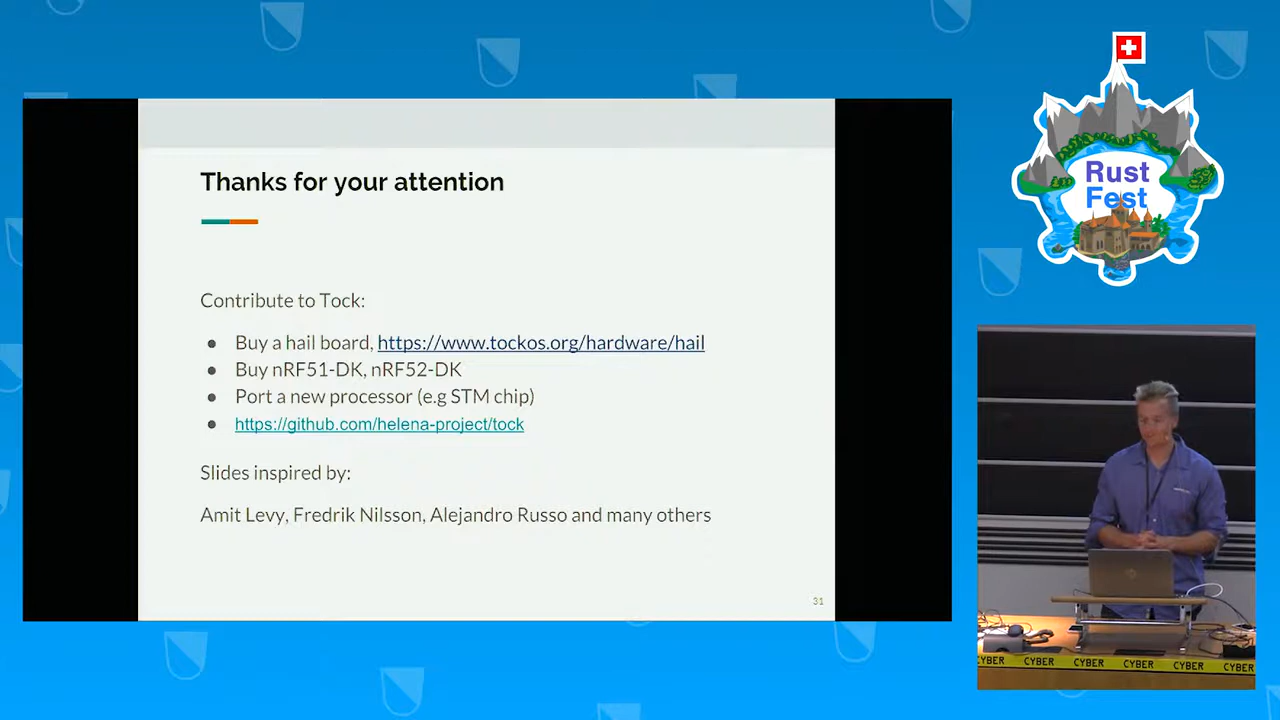 Thanks for your attention
Contribute to Tock:
● Buy a hail board, https://www.tockos.org/hardware/hail
● Buy nRF51-DK, nRF52-DK
● Port a new processor (e.g STM chip)
● https://github.com/helena-project/tock
Slides inspired by:
Amit Levy, Fredrik Nilsson, Alejandro Russo and many others
31
Rust
Fest
CYBER CYBER CYBER CYBER CYBER CYBER